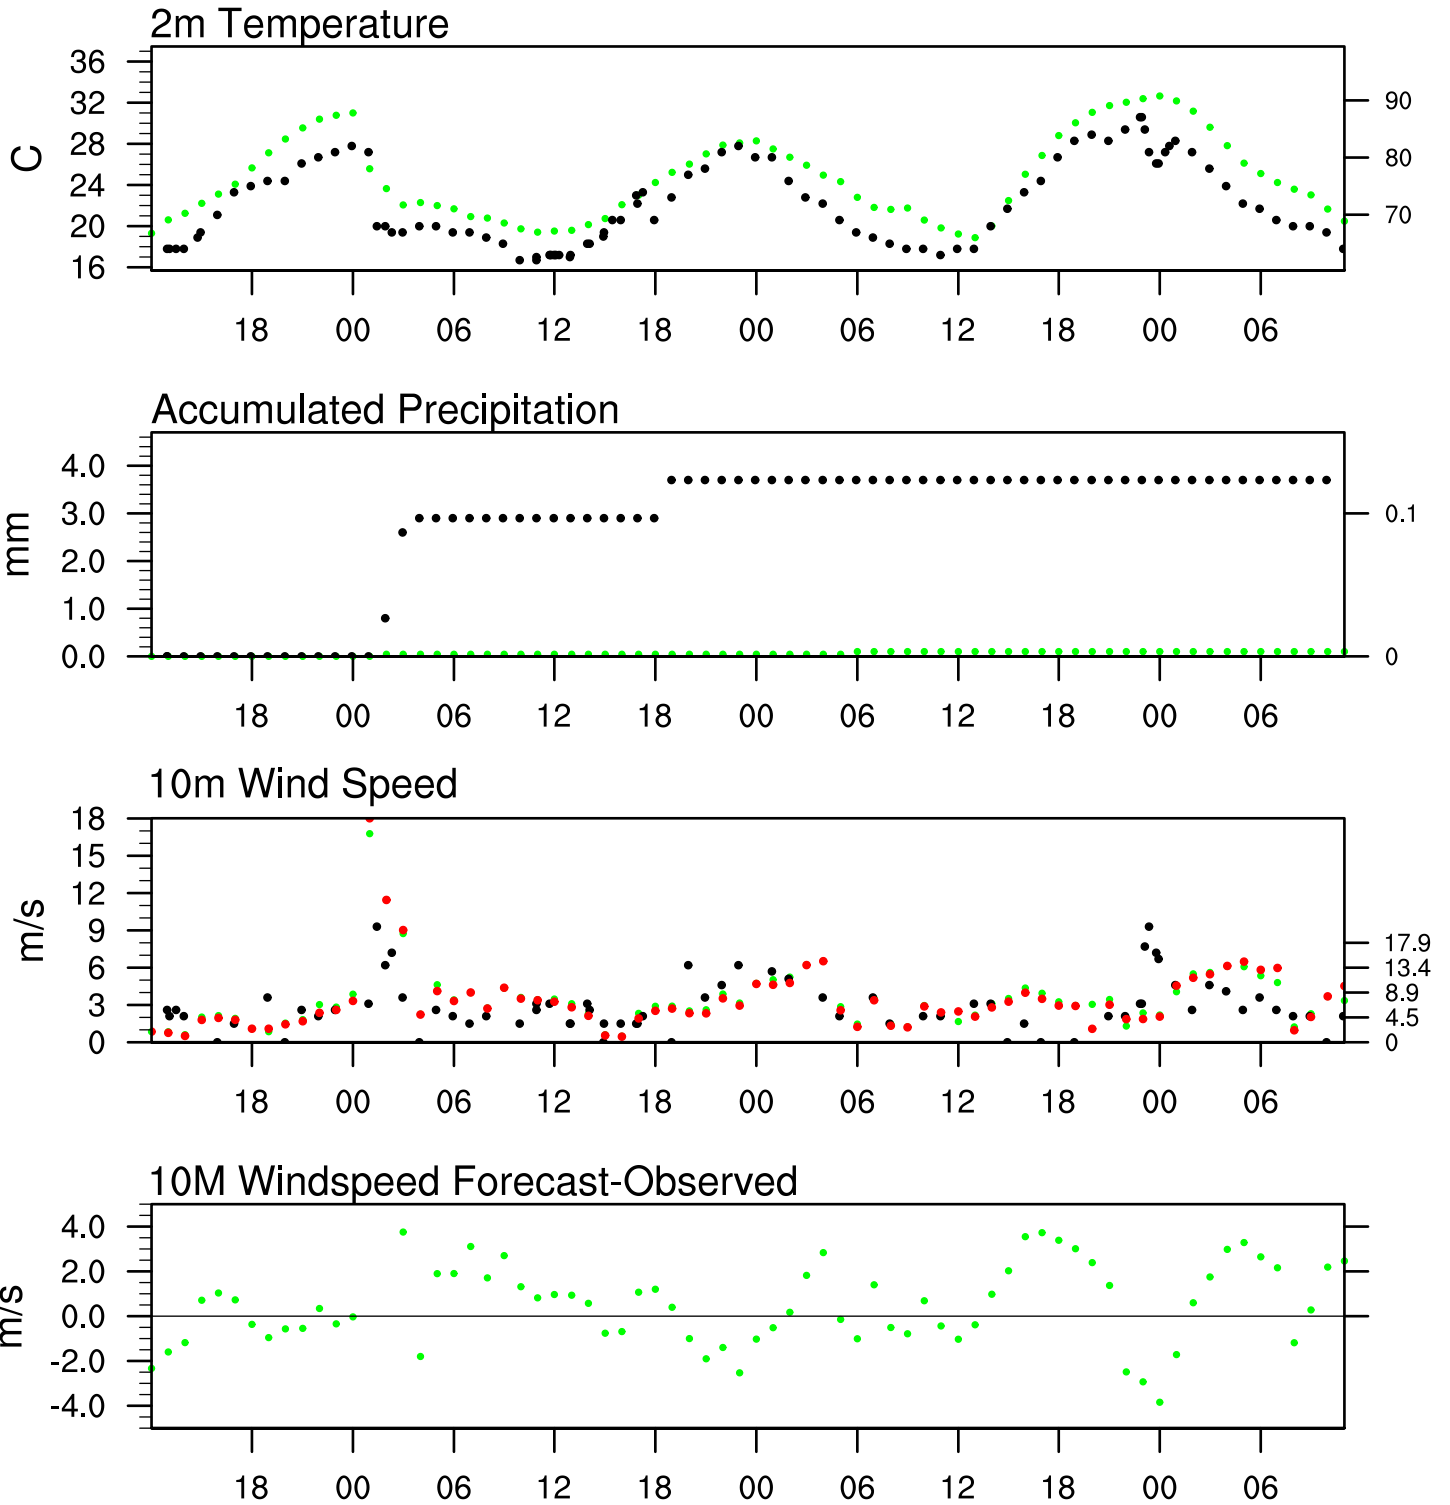 2m Temperature
36
32
28
24
20
16
C
90
80
70
18 00 06 12 18 00 06 12 18 00 06
Accumulated Precipitation
4.0
3.0
2.0
1.0
0.0
mm
0.1
0
18 00 06 12 18 00 06 12 18 00 06
10m Wind Speed
18
15
12
9
6
3
0
m/s
17.9
13.4
8.9
4.5
0
18 00 06 12 18 00 06 12 18 00 06
10M Windspeed Forecast-Observed
4.0
2.0
0.0
-2.0
-4.0
m/s
18 00 06 12 18 00 06 12 18 00 06